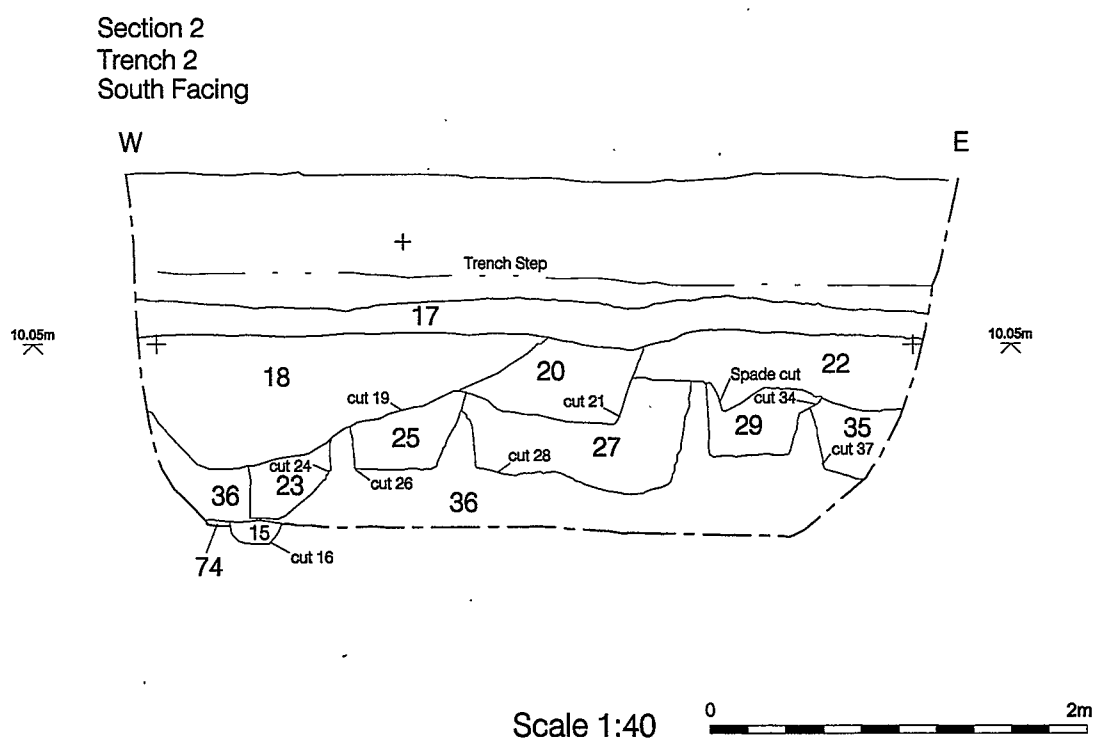 Section 2
Trench 2
South Facing
W
E
Trench Step
17
10.05m
10.05m
18
20
22
Spade cut
cut 19
cut 21
cut 34
25
29
35
27
cut 24
23
cut 28
cut 37
cut 26
36
36
15
74
cut 16
Scale 1:40
0
2m